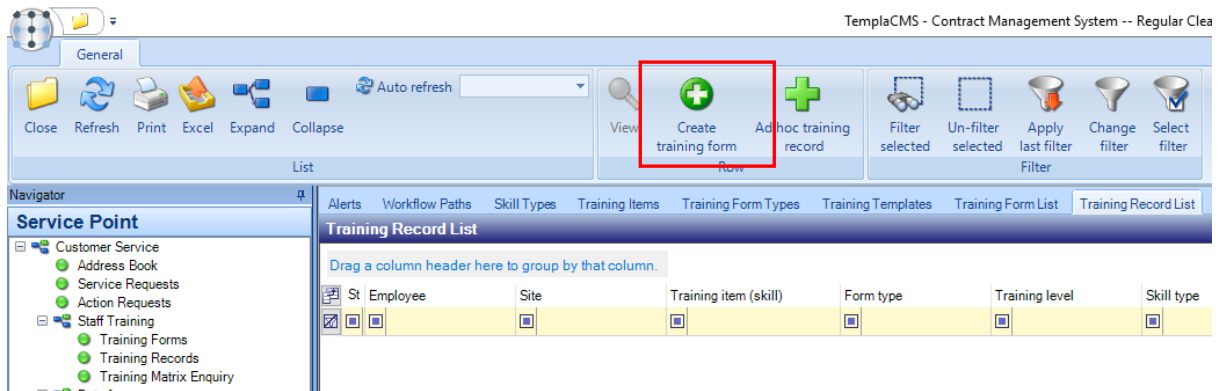 TemplaCMS - Contract Management System -- Regular Clea
General
Close Refresh Print Excel Expand Collapse
Auto refresh
View Create training form Ad hoc training record
Filter selected Un-filter selected Apply last filter Change filter Select filter
List Row Filter
Navigator
Service Point
Customer Service
Address Book
Service Requests
Action Requests
Staff Training
Training Forms
Training Records
Training Matrix Enquiry
Alerts Workflow Paths Skill Types Training Items Training Form Types Training Templates Training Form List Training Record List
Training Record List
Drag a column header here to group by that column.
St Employee Site Training item (skill) Form type Training level Skill type